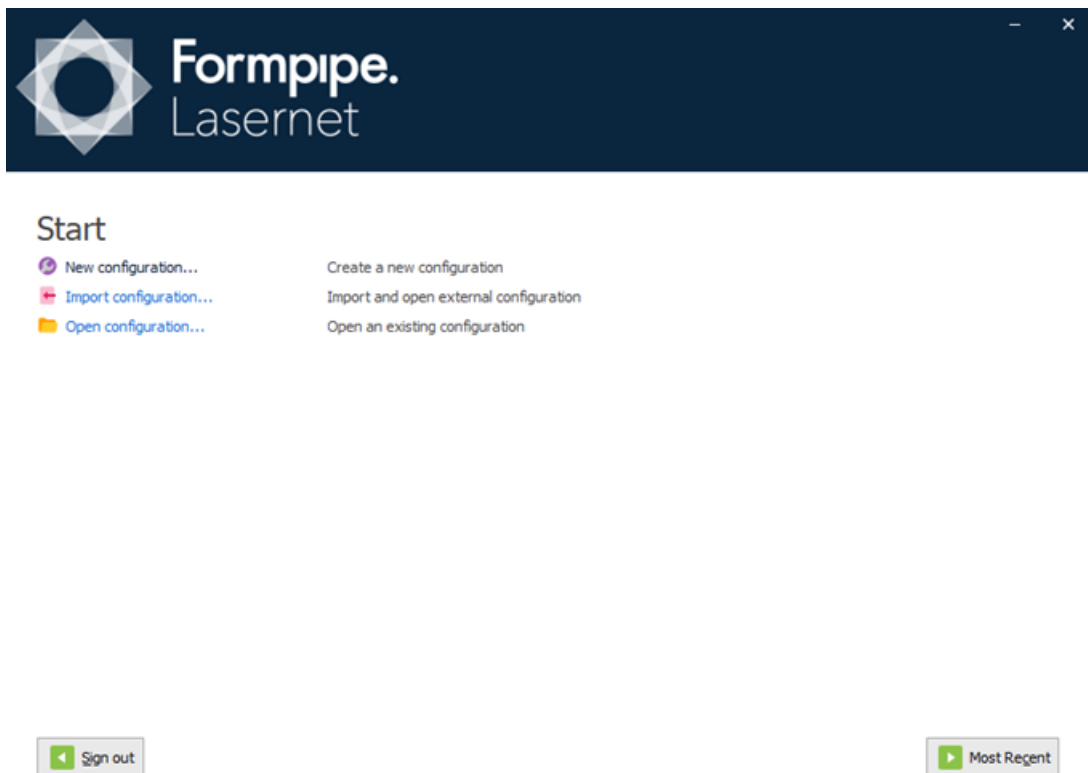 Formpipe.
Lasernet
Start
New configuration... Create a new configuration
Import configuration... Import and open external configuration
Open configuration... Open an existing configuration
Sign out Most Recent